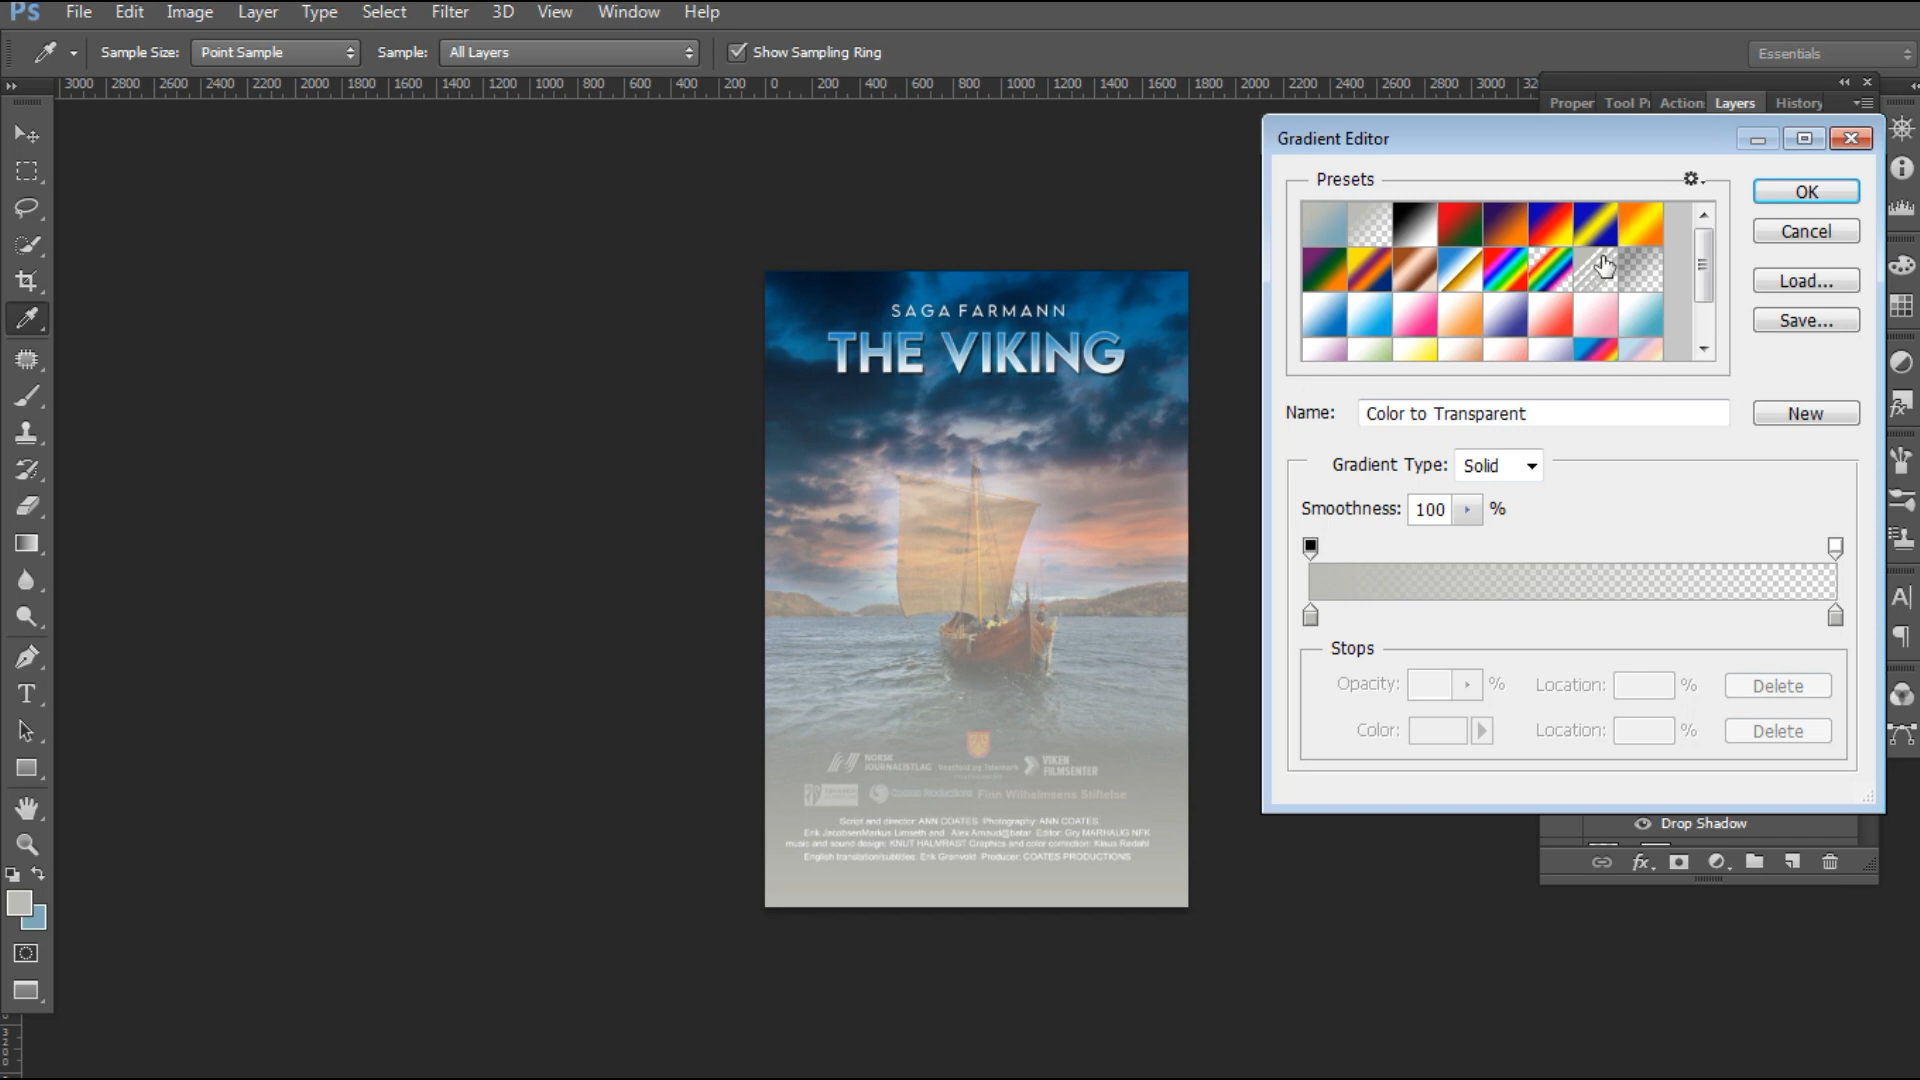 Ps File Edit Image Layer Type Select Filter 3D View Window Help
Sample Size: Point Sample Sample: All Layers Show Sampling Ring Essentials
3000 2800 2600 2400 2200 2000 1800 1600 1400 1200 1000 800 600 400 200 0 200 400 600 800 1000 1200 1400 1600 1800 2000 2200 2400 2600 2800 3000 32
Proper Tool Pr Action Layers History
Gradient Editor
Presets
OK
Cancel
Load...
Save...
Name: Color to Transparent
New
Gradient Type: Solid
Smoothness: 100 %
Stops
Opacity: % Location: % Delete
Color: Location: % Delete
Drop Shadow
SAGA FARMANN
THE VIKING
NORSK
JOURNALISTLAG
VIKEN
FILMSENTER
Coates Productions Finn Wilhelmsens Stiftelse
Script and director: ANN COATES Photography: ANN COATES
Erik JacobsenMarkus Limseth and Alex Arnaud@batar Editor: Gry MARHAUG NFK
music and sound design: KNUT HALMRAST Graphics and color correction: Klaus Rødahl
English translation/subtitles: Erik Grenvold Producer: COATES PRODUCTIONS